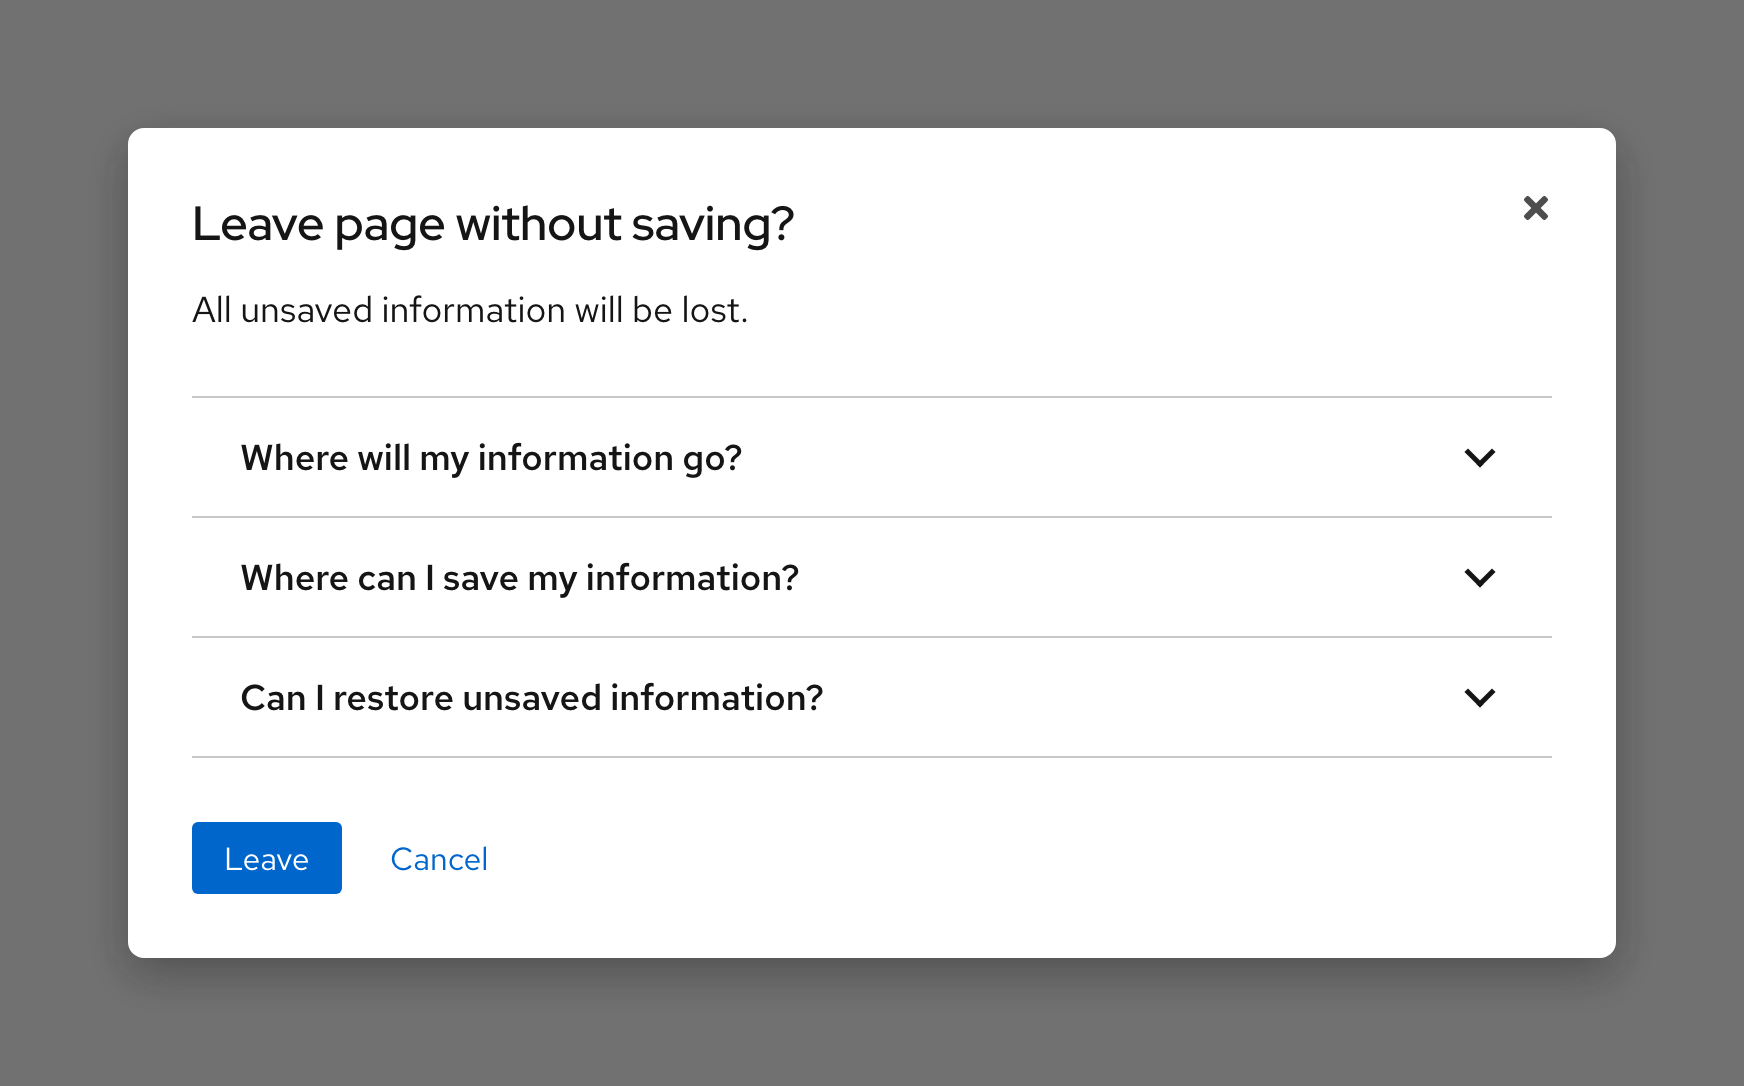 Leave page without saving?
All unsaved information will be lost.
Where will my information go?
Where can I save my information?
Can I restore unsaved information?
Leave
Cancel